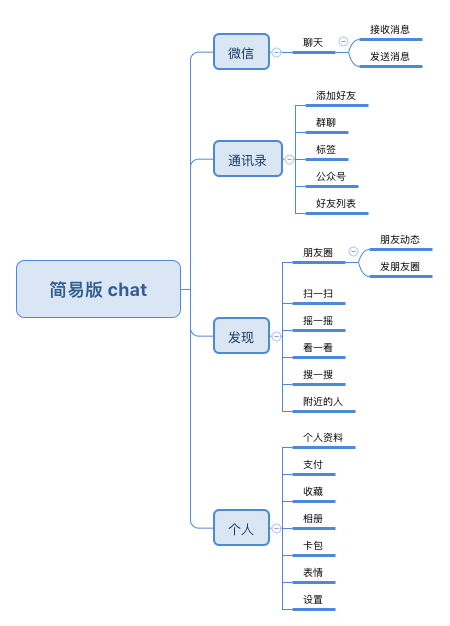 简易版 chat
微信
聊天
接收消息
发送消息
通讯录
添加好友
群聊
标签
公众号
好友列表
发现
朋友圈
朋友动态
发朋友圈
扫一扫
摇一摇
看一看
搜一搜
附近的人
个人
个人资料
支付
收藏
相册
卡包
表情
设置